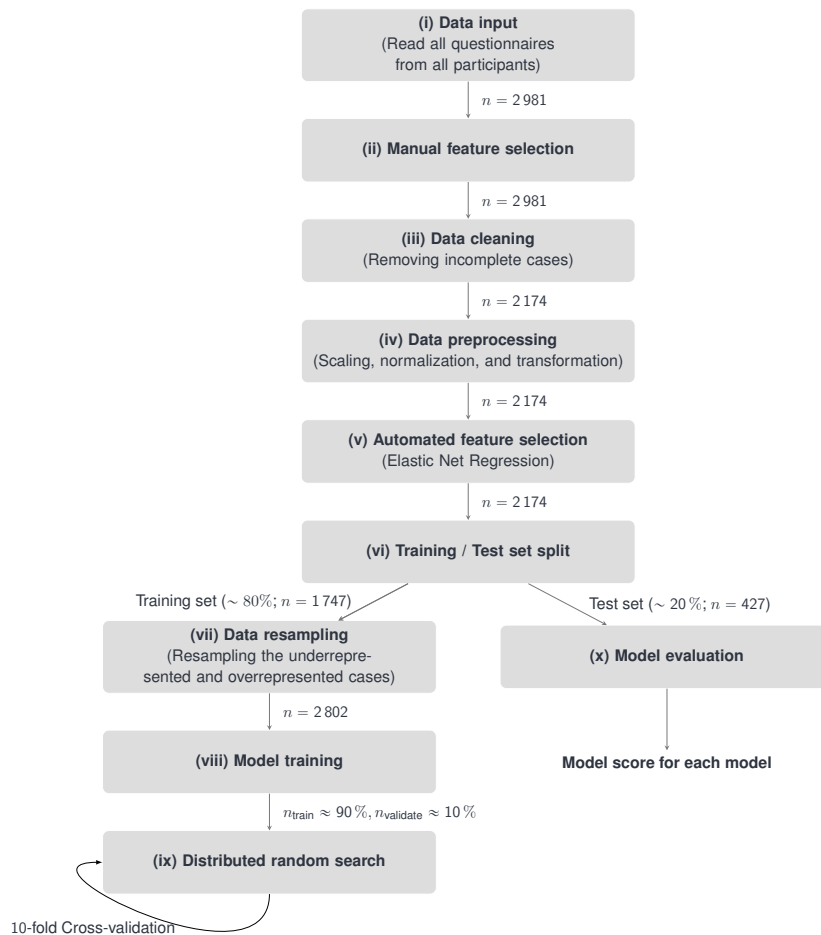 (i) Data input
(Read all questionnaires
from all participants)
n = 2 981
(ii) Manual feature selection
n = 2 981
(iii) Data cleaning
(Removing incomplete cases)
n = 2 174
(iv) Data preprocessing
(Scaling, normalization, and transformation)
n = 2 174
(v) Automated feature selection
(Elastic Net Regression)
n = 2 174
(vi) Training / Test set split
Training set (∼ 80%; n = 1 747)
Test set (∼ 20 %; n = 427)
(vii) Data resampling
(Resampling the underrepre-
sented and overrepresented cases)
(x) Model evaluation
n = 2 802
(viii) Model training
Model score for each model
n_train ≈ 90 %, n_validate ≈ 10 %
(ix) Distributed random search
10-fold Cross-validation